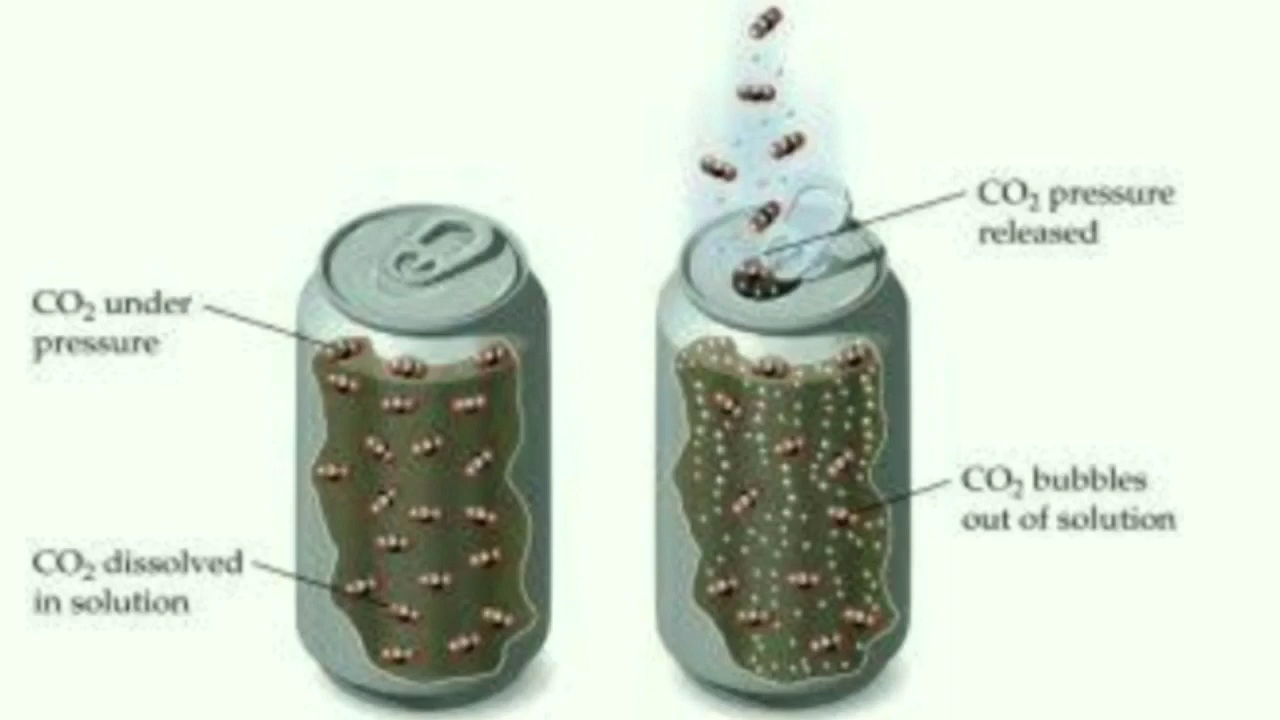 CO₂ under
pressure
CO₂ dissolved
in solution
CO₂ pressure
released
CO₂ bubbles
out of solution